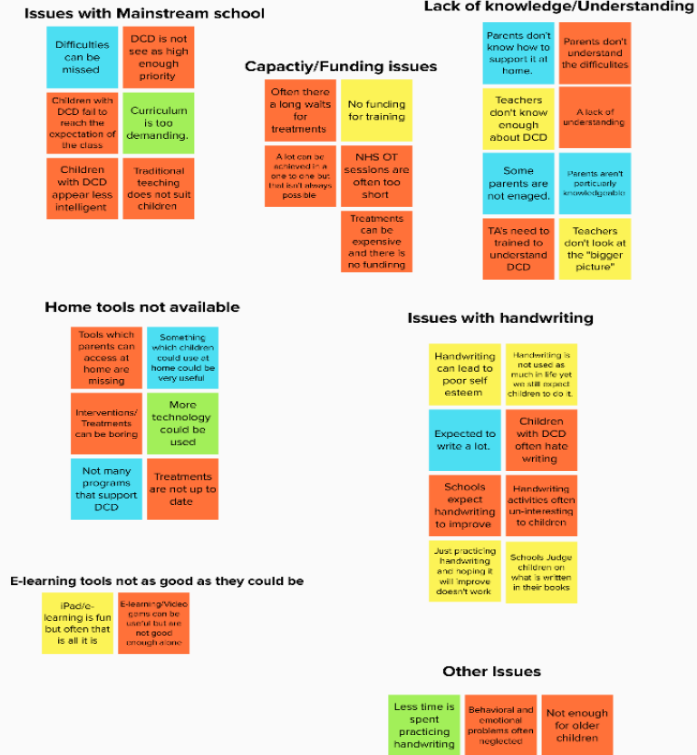 Issues with Mainstream school
Difficulties
can be
missed
DCD is not
see as high
enough
priority
Children with
DCD fail to
reach the
expectation of
the class
Curriculum
is too
demanding.
Children
with DCD
appear less
intelligent
Traditional
teaching
does not suit
children
Capactiy/Funding issues
Often there
a long waits
for
treatments
No funding
for training
A lot can be
achieved in a
one to one but
that isn't always
possible
NHS OT
sessions are
often too
short
Treatments
can be
expensive
and there is
no fundinng
Lack of knowledge/Understanding
Parents don't
know how to
support it at
home.
Parents don't
understand
the difficulites
Teachers
don't know
enough
about DCD
A lack of
understanding
Some
parents are
not enaged.
Parents aren't
particuarly
knowledgeable
TA's need to
trained to
understand
DCD
Teachers
don't look at
the "bigger
picture"
Home tools not available
Tools which
parents can
access at
home are
missing
Something
which children
could use at
home could be
very useful
Interventions/
Treatments
can be boring
More
technology
could be
used
Not many
programs
that support
DCD
Treatments
are not up to
date
Issues with handwriting
Handwriting
can lead to
poor self
esteem
Handwriting is
not used as
much in life yet
we still expect
children to do it.
Expected to
write a lot.
Children
with DCD
often hate
writing
Schools
expect
handwriting
to improve
Handwriting
activities often
un-interesting
to children
Just practicing
handwriting
and hoping it
will improve
doesn't work
Schools Judge
children on
what is written
in their books
E-learning tools not as good as they could be
iPad/e-
learning is fun
but often that
is all it is
E-learning/Video
gams can be
useful but are
not good
enough alone
Other Issues
Less time is
spent
practicing
handwriting
Behavioral and
emotional
problems often
neglected
Not enough
for older
children